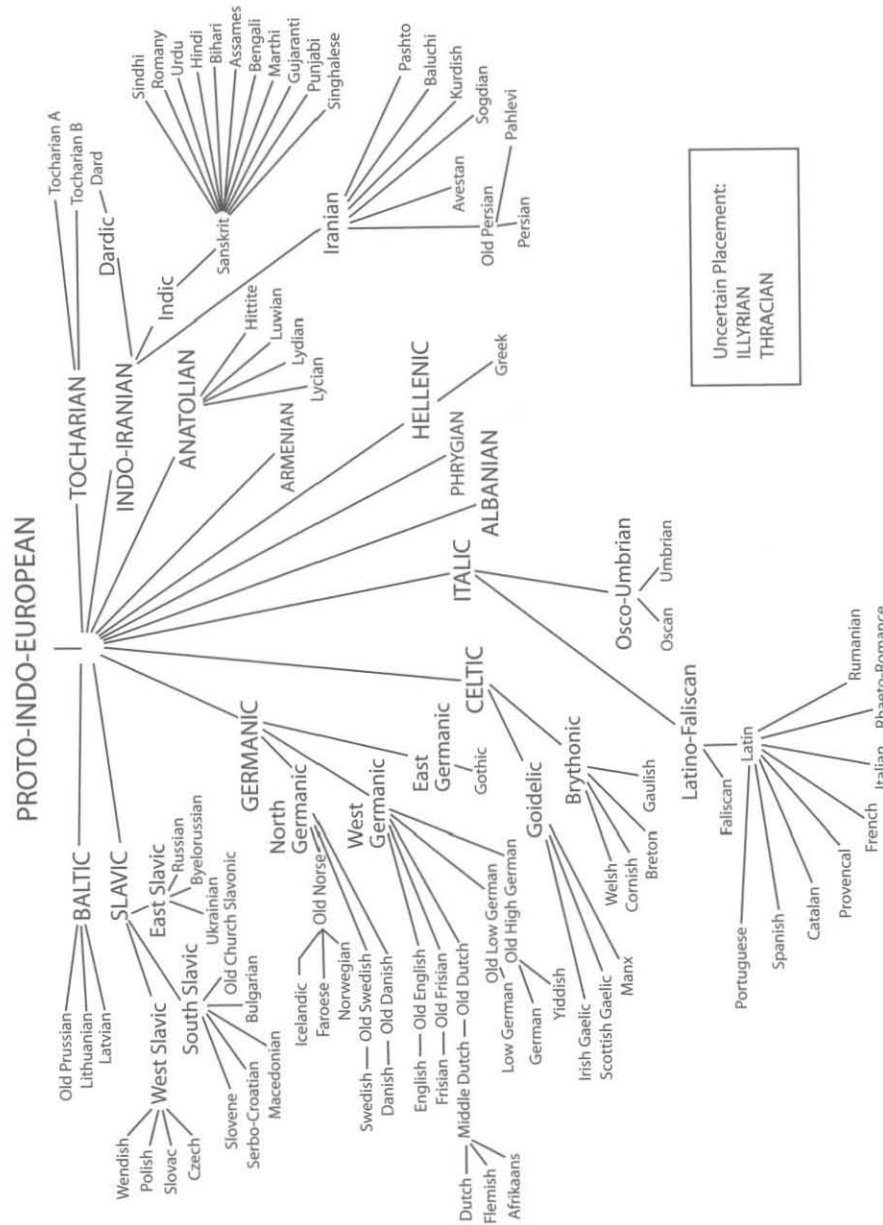 PROTO-INDO-EUROPEAN
BALTIC
Old Prussian
Lithuanian
Latvian
SLAVIC
West Slavic
Wendish
Polish
Slovac
Czech
South Slavic
Slovene
Serbo-Croatian
Macedonian
Bulgarian
Old Church Slavonic
East Slavic
Ukrainian
Byelorussian
Russian
GERMANIC
North
Germanic
Old Norse
Icelandic
Faroese
Norwegian
Swedish
Old Swedish
Danish
Old Danish
West
Germanic
English
Old English
Frisian
Old Frisian
Dutch
Middle Dutch
Old Dutch
Flemish
Afrikaans
Old Low German
Low German
Old High German
German
Yiddish
East
Germanic
Gothic
CELTIC
Goidelic
Irish Gaelic
Scottish Gaelic
Manx
Brythonic
Welsh
Cornish
Breton
Gaulish
ITALIC
Latino-Faliscan
Faliscan
Latin
Portuguese
Spanish
Catalan
Provencal
French
Italian
Rhaeto-Romance
Rumanian
Osco-Umbrian
Oscan
Umbrian
ALBANIAN
PHRYGIAN
HELLENIC
Greek
ARMENIAN
ANATOLIAN
Hittite
Luwian
Lydian
Lycian
INDO-IRANIAN
Dardic
Dard
Indic
Sanskrit
Sindhi
Romany
Urdu
Hindi
Bihari
Assames
Bengali
Marthi
Gujaranti
Punjabi
Singhalese
Iranian
Pashto
Baluchi
Kurdish
Sogdian
Avestan
Old Persian
Pahlevi
Persian
TOCHARIAN
Tocharian A
Tocharian B
Uncertain Placement:
ILLYRIAN
THRACIAN